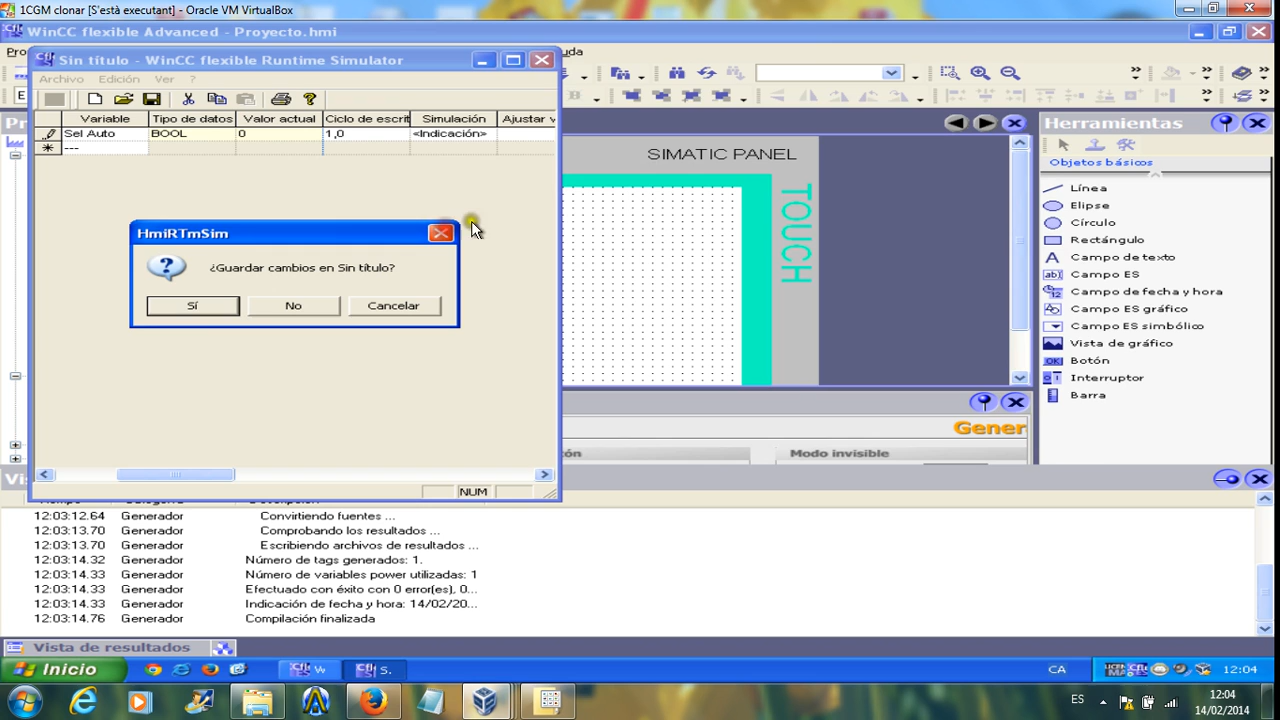 1CGM clonar [S'està executant] - Oracle VM VirtualBox
WinCC flexible Advanced - Proyecto.hmi
Sin título - WinCC flexible Runtime Simulator
Archivo Edición Ver ?
Variable Tipo de datos Valor actual Ciclo de escrit Simulación Ajustar v
Sel Auto BOOL 0 1,0 <Indicación>
---
HmiRTmSim
¿Guardar cambios en Sin título?
Sí No Cancelar
NUM
SIMATIC PANEL
TOUCH
Herramientas
Objetos básicos
Línea
Elipse
Círculo
Rectángulo
Campo de texto
Campo ES
Campo de fecha y hora
Campo ES gráfico
Campo ES simbólico
Vista de gráfico
Botón
Interruptor
Barra
Gener
Modo invisible
12:03:12.64 Generador Convirtiendo fuentes ...
12:03:13.70 Generador Comprobando los resultados ...
12:03:13.70 Generador Escribiendo archivos de resultados ...
12:03:14.32 Generador Número de tags generados: 1.
12:03:14.33 Generador Número de variables power utilizadas: 1
12:03:14.33 Generador Efectuado con éxito con 0 error(es), 0...
12:03:14.33 Generador Indicación de fecha y hora: 14/02/20...
12:03:14.76 Generador Compilación finalizada
Vista de resultados
Inicio W S. CA 12:04
ES 12:04
14/02/2014